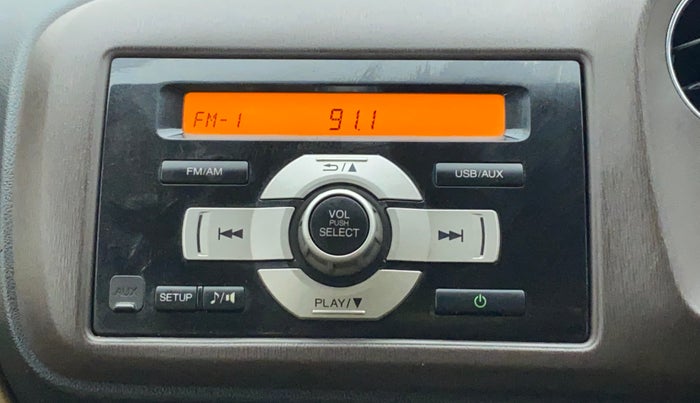 FM-1 91.1
FM/AM
USB/AUX
VOL
PUSH
SELECT
AUX
SETUP
PLAY/